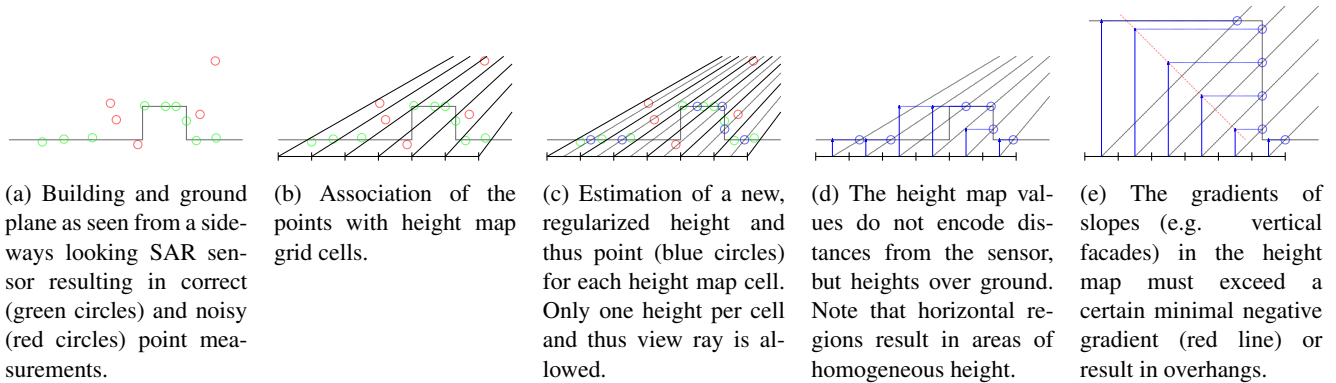 (a) Building and ground
plane as seen from a side-
ways looking SAR sen-
sor resulting in correct
(green circles) and noisy
(red circles) point mea-
surements.
(b) Association of the
points with height map
grid cells.
(c) Estimation of a new,
regularized height and
thus point (blue circles)
for each height map cell.
Only one height per cell
and thus view ray is al-
lowed.
(d) The height map val-
ues do not encode dis-
tances from the sensor,
but heights over ground.
Note that horizontal re-
gions result in areas of
homogeneous height.
(e) The gradients of
slopes (e.g. vertical
facades) in the height
map must exceed a
certain minimal negative
gradient (red line) or
result in overhangs.